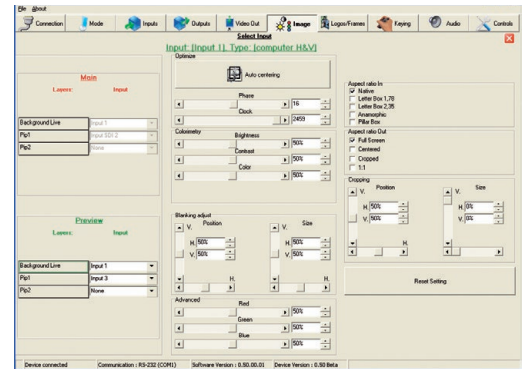 File About
Connection Mode Inputs Outputs Video Out Image Logos/Frames Keying Audio Controls
Select Input
Input: [Input 1], Type: [computer H&V]
Main
Layers: Input
Background Live Input 1
Pip1 Input SDI 2
Pip2 None
Preview
Layers: Input
Background Live Input 1
Pip1 Input 3
Pip2 None
Optimize
Auto centering
Phase
16
Clock
2459
Colorimetry
Brightness
50%
Contrast
50%
Color
50%
Blanking adjust
Position Size
V. V.
H. 50% H. 50%
V. 50% V. 50%
H. H.
Advanced
Red
50%
Green
50%
Blue
50%
Aspect ratio In
Native
Letter Box 1,78
Letter Box 2,35
Anamorphic
Pillar Box
Aspect ratio Out
Full Screen
Centered
Cropped
1:1
Cropping
Position Size
V. V.
H. 50% H. 0%
V. 50% V. 0%
H. H.
Reset Setting
Device connected Communication : RS-232 (COM1) Software Version : 0.50.00.01 Device Version : 0.50 Beta